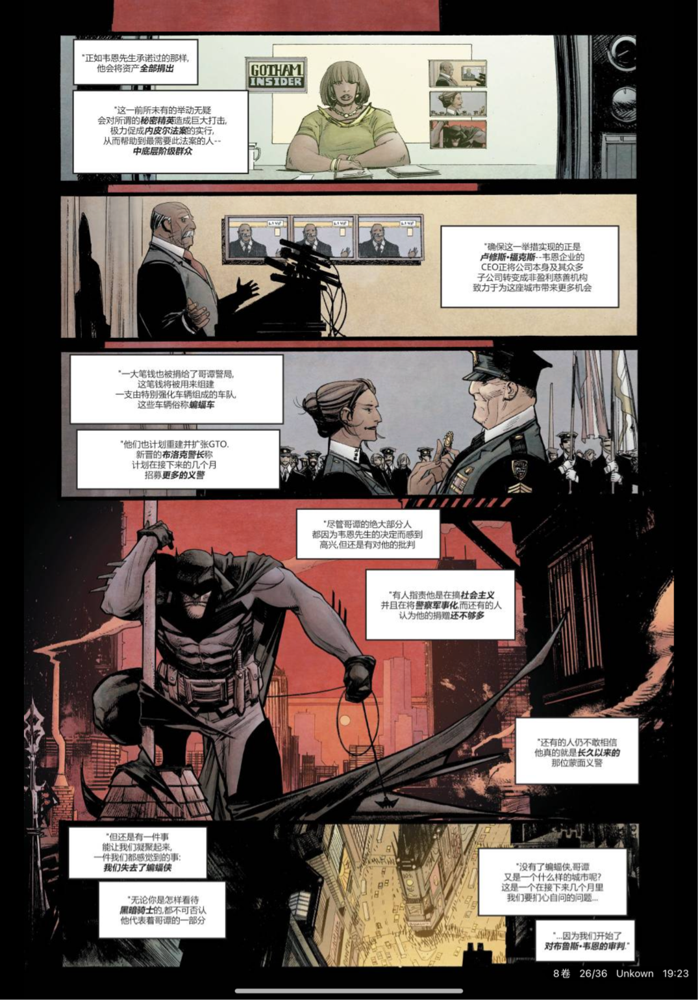 "正如韦恩先生承诺过的那样,
他会将资产全部捐出
GOTHAM
INSIDER
"这一前所未有的举动无疑
会对所谓的秘密精英造成巨大打击,
极力促成内皮尔法案的实行,
从而帮助到最需要此法案的人--
中底层阶级群众
"确保这一举措实现的正是
卢修斯·福克斯--韦恩企业的
CEO正将公司本身及其众多
子公司转变成非盈利慈善机构
致力于为这座城市带来更多机会
"一大笔钱也被捐给了哥谭警局,
这笔钱将被用来组建
一支由特别强化车辆组成的车队,
这些车辆俗称蝙蝠车
"他们也计划重建并扩张GTO.
新晋的布洛克警长称
计划在接下来的几个月
招募更多的义警
"尽管哥谭的绝大部分人
都因为韦恩先生的决定而感到
高兴,但还是有对他的批判
"有人指责他是在搞社会主义
并且在将警察军事化,而还有的人
认为他的捐赠还不够多
"还有的人仍不敢相信
他真的就是长久以来的
那位蒙面义警
"但还是有一件事
能让我们凝聚起来,
一件我们都感觉到的事:
我们失去了蝙蝠侠
"无论你是怎样看待
黑暗骑士的,都不可否认
他代表着哥谭的一部分
"没有了蝙蝠侠,哥谭
又是一个什么样的城市呢?
这是一个在接下来几个月里
我们要扪心自问的问题...
"...因为我们开始了
对布鲁斯·韦恩的审判."
8卷 26/36 Unkown 19:23